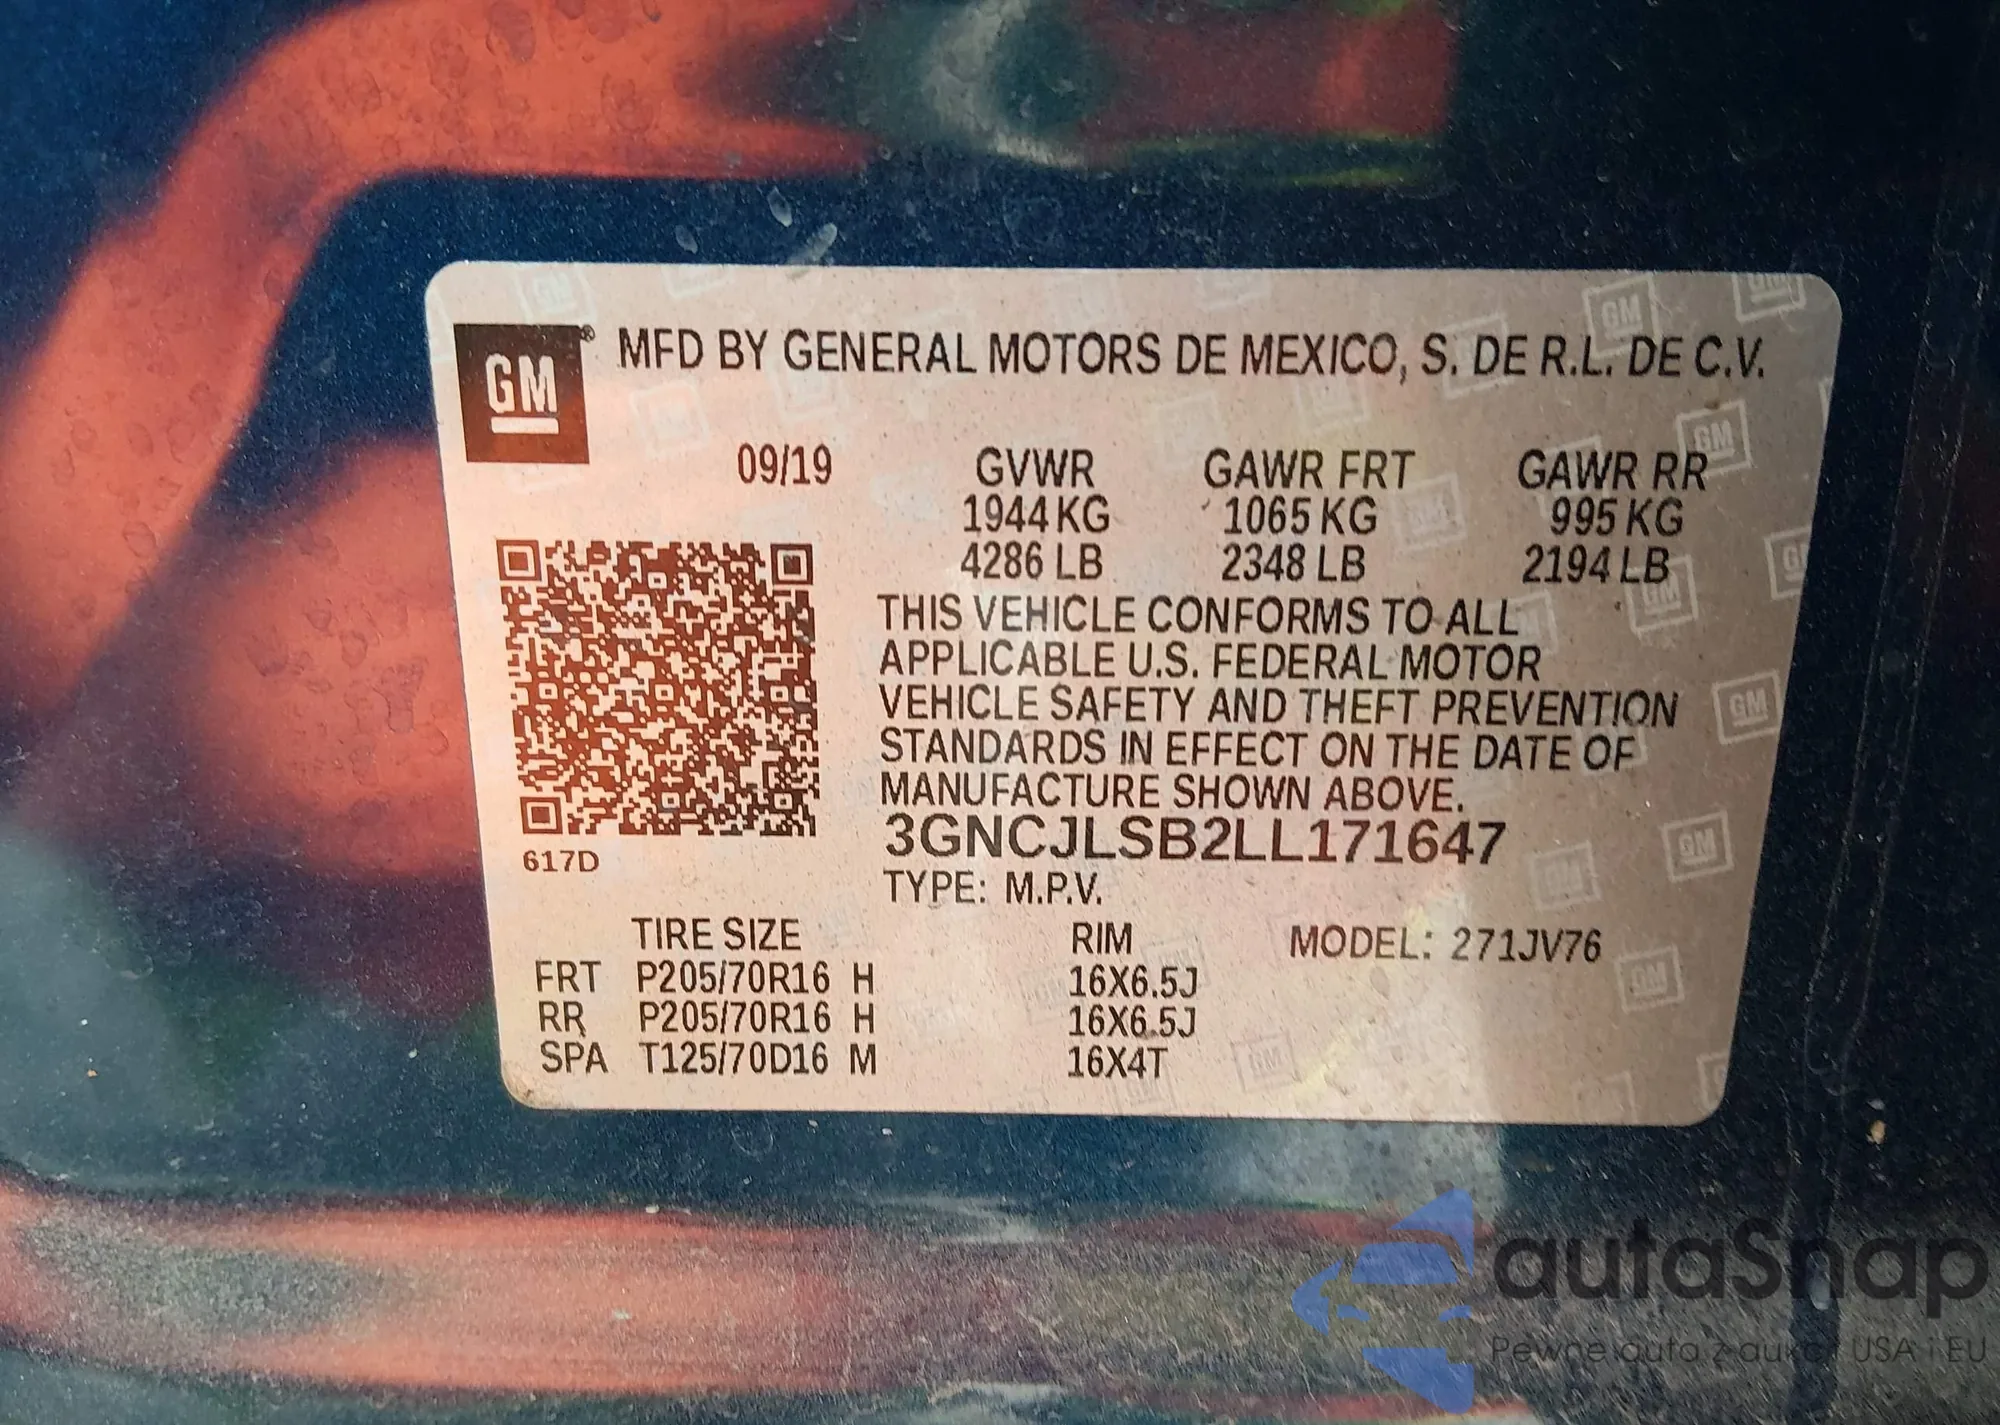 GM® MFD BY GENERAL MOTORS DE MEXICO, S. DE R.L. DE C.V.
09/19 GVWR GAWR FRT GAWR RR
1944 KG 1065 KG 995 KG
4286 LB 2348 LB 2194 LB
THIS VEHICLE CONFORMS TO ALL
APPLICABLE U.S. FEDERAL MOTOR
VEHICLE SAFETY AND THEFT PREVENTION
STANDARDS IN EFFECT ON THE DATE OF
MANUFACTURE SHOWN ABOVE.
3GNCJLSB2LL171647
617D
TYPE: M.P.V.
TIRE SIZE RIM MODEL: 271JV76
FRT P205/70R16 H 16X6.5J
RR P205/70R16 H 16X6.5J
SPA T125/70D16 M 16X4T
autaSnap
Pewne auta z aukcji USA i EU